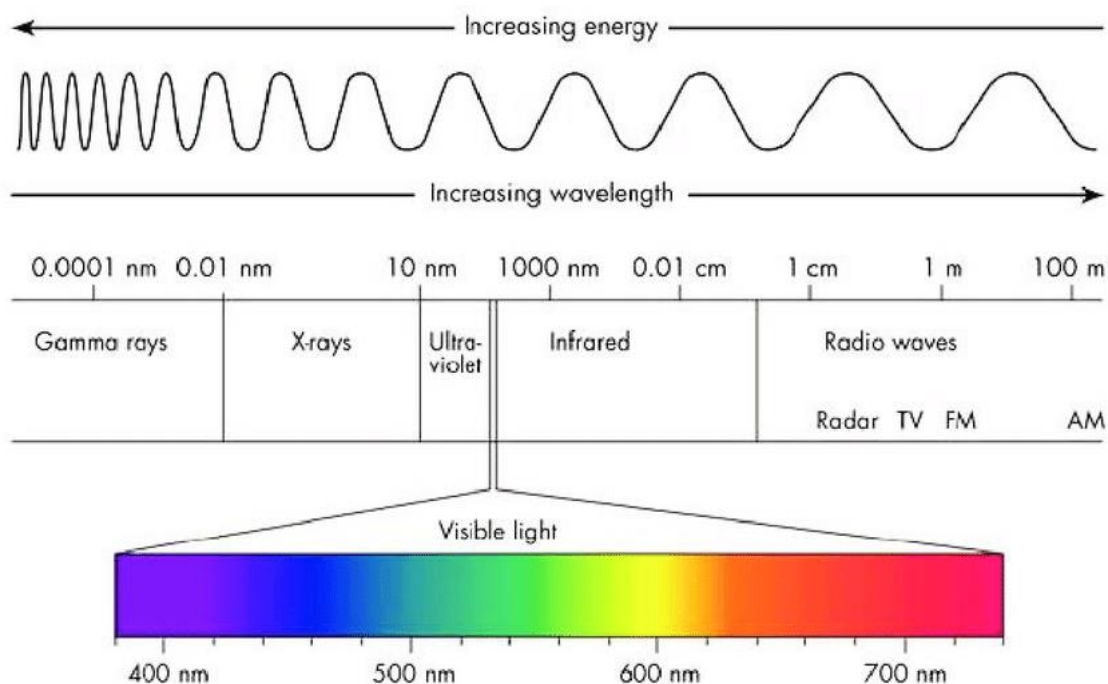 Increasing energy
Increasing wavelength
0.0001 nm 0.01 nm 10 nm 1000 nm 0.01 cm 1 cm 1 m 100 m
Gamma rays X-rays Ultra- Infrared Radio waves
violet
Radar TV FM AM
Visible light
400 nm 500 nm 600 nm 700 nm